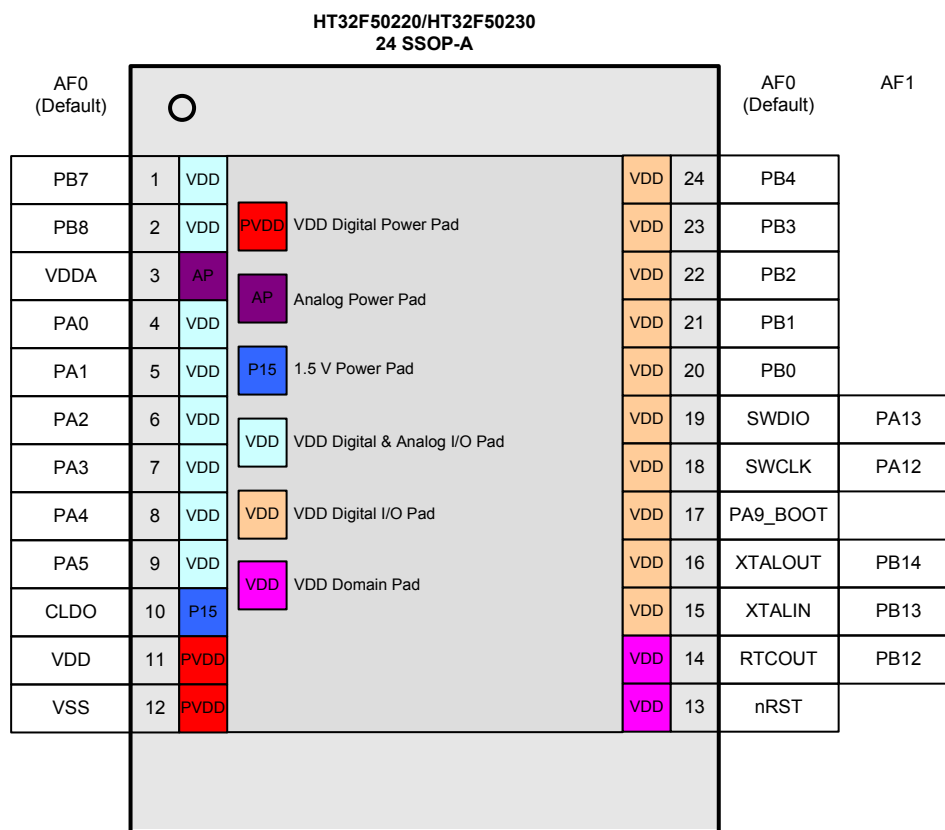 HT32F50220/HT32F50230
24 SSOP-A
AF0
(Default)
AF0
(Default)
AF1
PB7 1 VDD VDD 24 PB4
PB8 2 VDD PVDD VDD Digital Power Pad VDD 23 PB3
VDDA 3 AP VDD 22 PB2
AP Analog Power Pad
PA0 4 VDD VDD 21 PB1
PA1 5 VDD P15 1.5 V Power Pad VDD 20 PB0
PA2 6 VDD VDD 19 SWDIO PA13
VDD VDD Digital & Analog I/O Pad
PA3 7 VDD VDD 18 SWCLK PA12
PA4 8 VDD VDD VDD Digital I/O Pad VDD 17 PA9_BOOT
PA5 9 VDD VDD 16 XTALOUT PB14
VDD VDD Domain Pad
CLDO 10 P15 VDD 15 XTALIN PB13
VDD 11 PVDD VDD 14 RTCOUT PB12
VSS 12 PVDD VDD 13 nRST